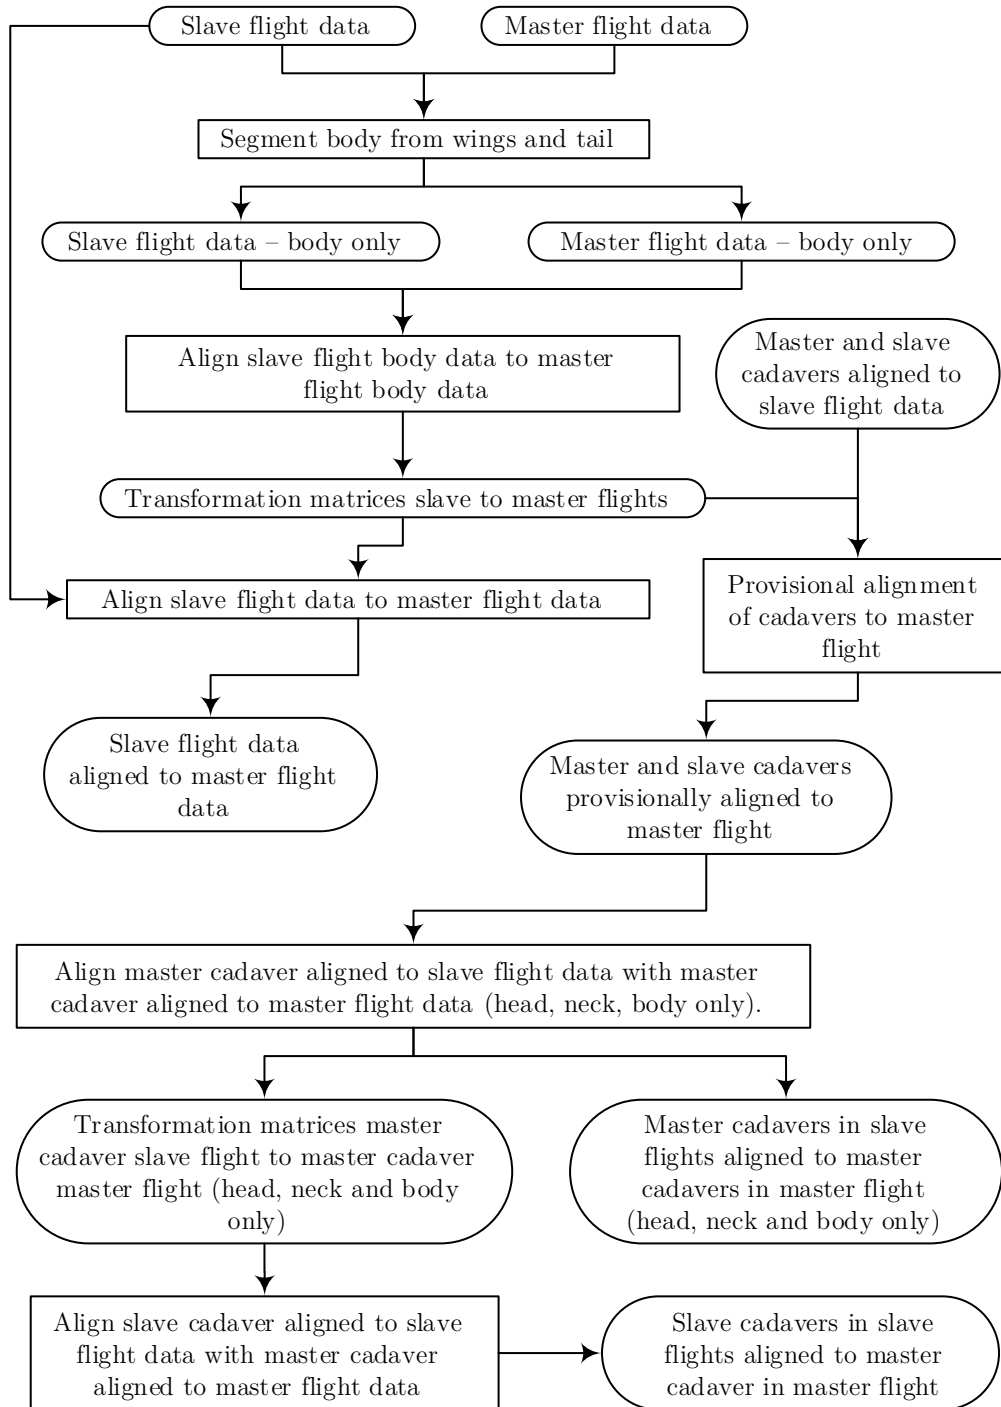 Slave flight data
Master flight data
Segment body from wings and tail
Slave flight data – body only
Master flight data – body only
Align slave flight body data to master
flight body data
Master and slave
cadavers aligned to
slave flight data
Transformation matrices slave to master flights
Align slave flight data to master flight data
Provisional alignment
of cadavers to master
flight
Slave flight data
aligned to master flight
data
Master and slave cadavers
provisionally aligned to
master flight
Align master cadaver aligned to slave flight data with master
cadaver aligned to master flight data (head, neck, body only).
Transformation matrices master
cadaver slave flight to master cadaver
master flight (head, neck and body
only)
Master cadavers in slave
flights aligned to master
cadavers in master flight
(head, neck and body only)
Align slave cadaver aligned to slave
flight data with master cadaver
aligned to master flight data
Slave cadavers in slave
flights aligned to master
cadaver in master flight